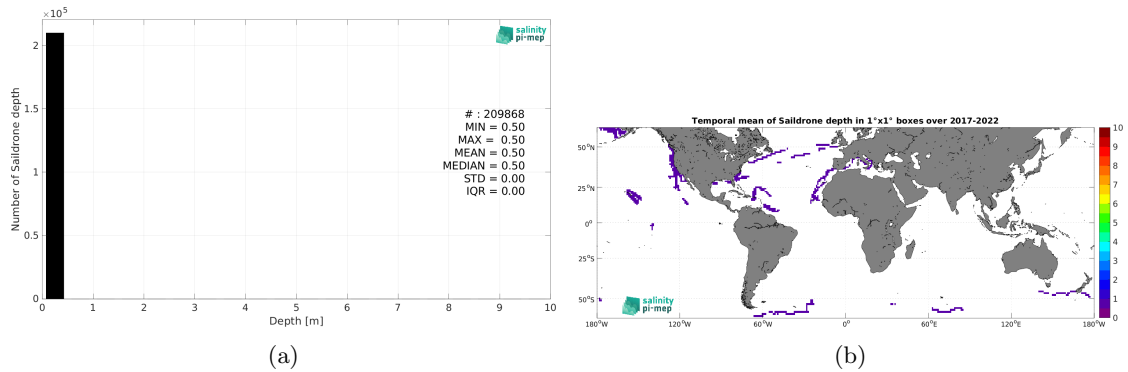 ×10⁵
2
1.5
1
0.5
0
Number of Saildrone depth
salinity
pi-mep
# : 209868
MIN = 0.50
MAX = 0.50
MEAN = 0.50
MEDIAN = 0.50
STD = 0.00
IQR = 0.00
0 1 2 3 4 5 6 7 8 9 10
Depth [m]
(a)
Temporal mean of Saildrone depth in 1°x1° boxes over 2017-2022
50°N
25°N
0°
25°S
50°S
salinity
pi-mep
180°W 120°W 60°W 0°E 60°E 120°E 180°W
10
9
8
7
6
5
4
3
2
1
0
(b)